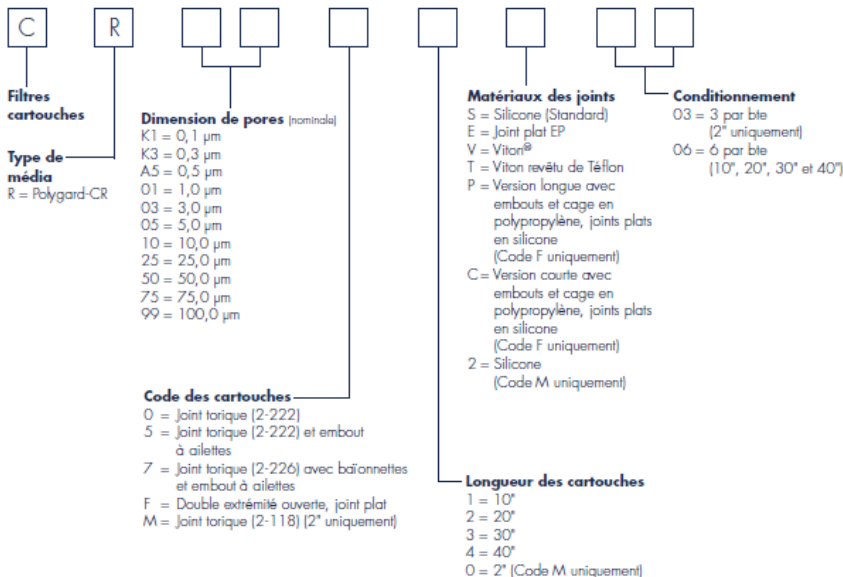 C R
Filtres
cartouches
Type de
média
R = Polygard-CR
Dimension de pores (nominale)
K1 = 0,1 µm
K3 = 0,3 µm
A5 = 0,5 µm
01 = 1,0 µm
03 = 3,0 µm
05 = 5,0 µm
10 = 10,0 µm
25 = 25,0 µm
50 = 50,0 µm
75 = 75,0 µm
99 = 100,0 µm
Code des cartouches
0 = Joint torique (2-222)
5 = Joint torique (2-222) et embout
à ailettes
7 = Joint torique (2-226) avec baïonnettes
et embout à ailettes
F = Double extrémité ouverte, joint plat
M = Joint torique (2-118) (2" uniquement)
Longueur des cartouches
1 = 10"
2 = 20"
3 = 30"
4 = 40"
0 = 2" (Code M uniquement)
Matériaux des joints
S = Silicone (Standard)
E = Joint plat EP
V = Viton®
T = Viton revêtu de Téflon
P = Version longue avec
embouts et cage en
polypropylène, joints plats
en silicone
(Code F uniquement)
C = Version courte avec
embouts et cage en
polypropylène, joints plats
en silicone
(Code F uniquement)
2 = Silicone
(Code M uniquement)
Conditionnement
03 = 3 par bte
(2" uniquement)
06 = 6 par bte
(10", 20", 30" et 40")